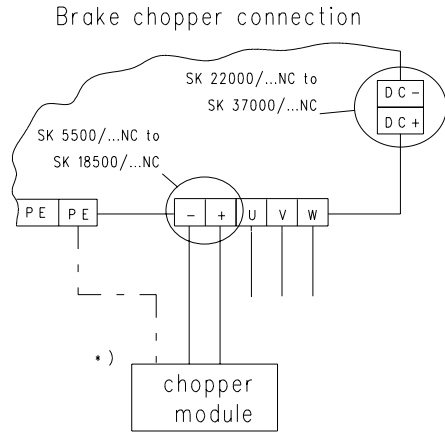 Brake chopper connection
SK 22000/...NC to
SK 37000/...NC
DC-
DC+
SK 5500/...NC to
SK 18500/...NC
PE PE - + U V W
*)
chopper
module